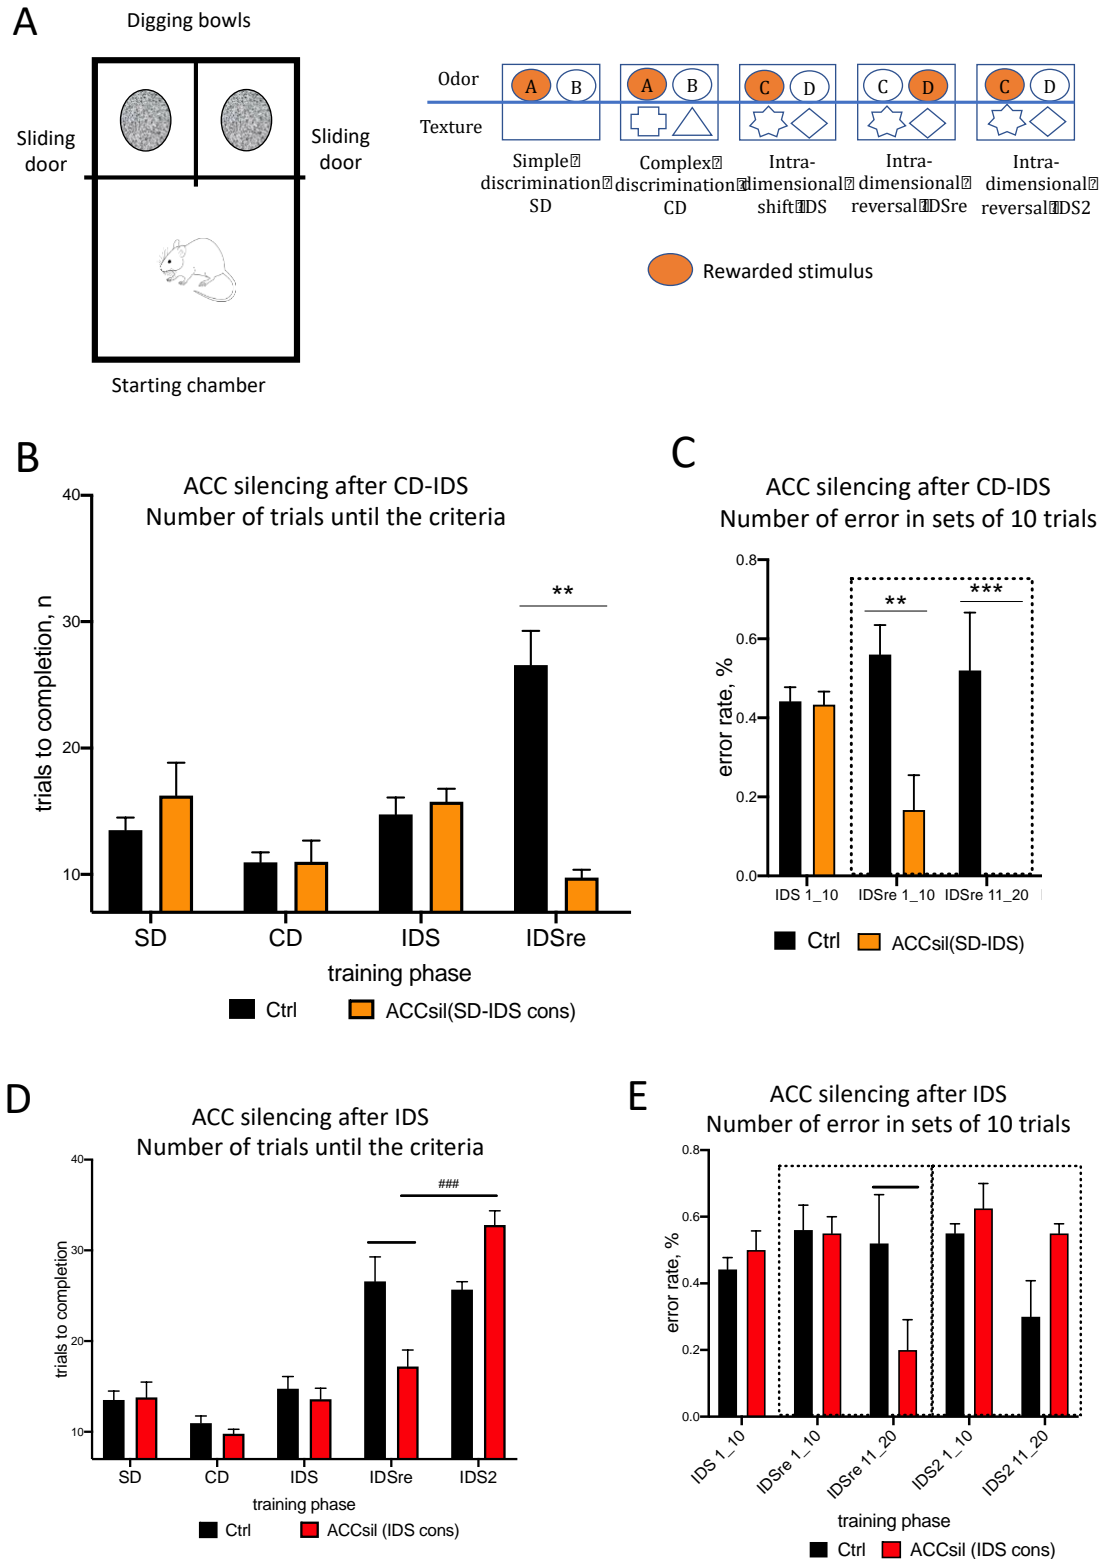 A
Digging bowls
Sliding door
Sliding door
Starting chamber
Odor
Texture
A B
A B
C D
C D
C D
Simple
discrimination
SD
Complex
discrimination
CD
Intra-
dimensional
shift IDS
Intra-
dimensional
reversal IDSre
Intra-
dimensional
reversal IDS2
Rewarded stimulus
B
ACC silencing after CD-IDS
Number of trials until the criteria
trials to completion, n
40
30
20
10
**
SD CD IDS IDSre
training phase
Ctrl ACCsil(SD-IDS cons)
C
ACC silencing after CD-IDS
Number of error in sets of 10 trials
error rate, %
0.8
0.6
0.4
0.2
0.0
** ***
IDS 1_10 IDSre 1_10 IDSre 11_20
Ctrl ACCsil(SD-IDS)
D
ACC silencing after IDS
Number of trials until the criteria
trials to completion
40
30
20
10
###
SD CD IDS IDSre IDS2
training phase
Ctrl ACCsil (IDS cons)
E
ACC silencing after IDS
Number of error in sets of 10 trials
error rate, %
0.8
0.6
0.4
0.2
0.0
IDS 1_10 IDSre 1_10 IDSre 11_20 IDS2 1_10 IDS2 11_20
training phase
Ctrl ACCsil (IDS cons)